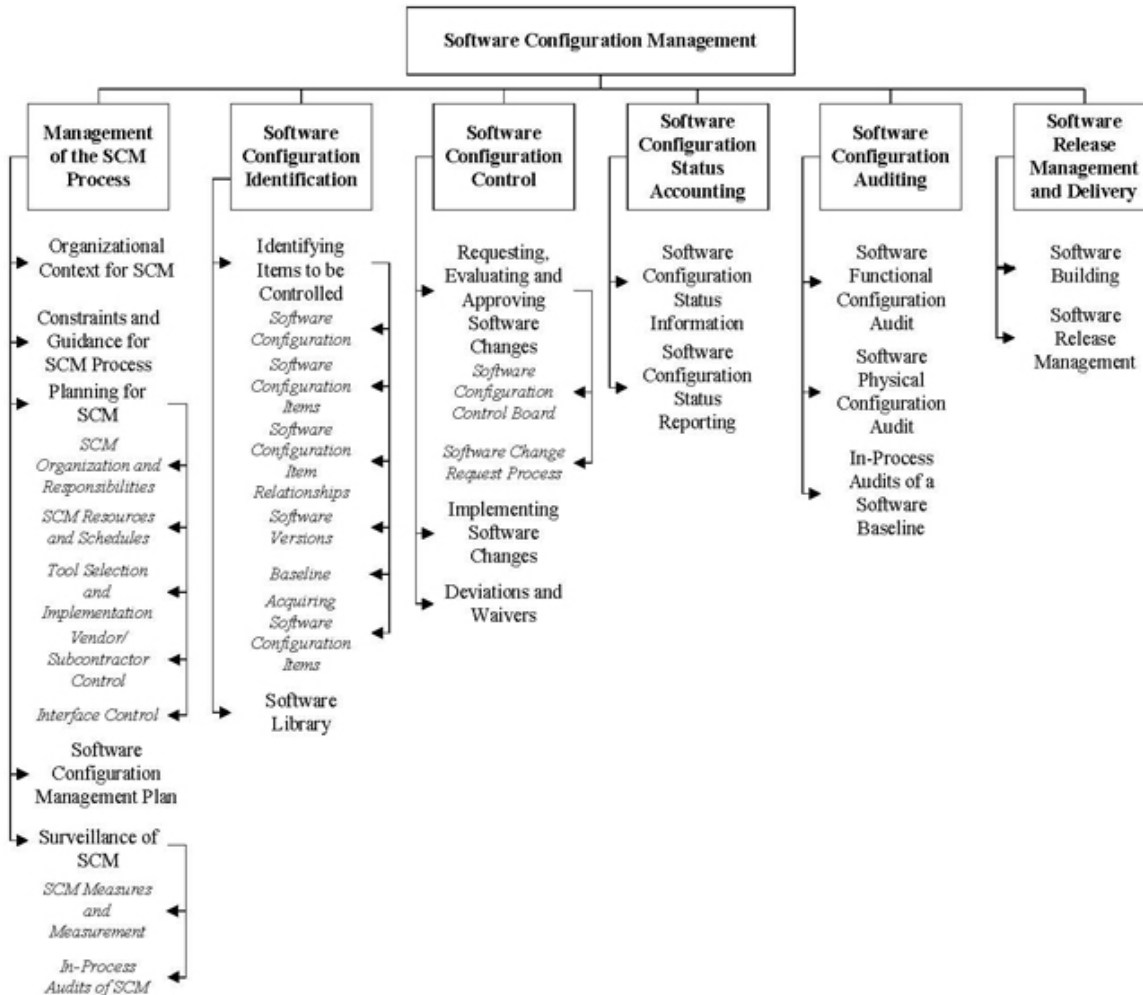 Software Configuration Management
Management
of the SCM
Process
Organizational
Context for SCM
Constraints and
Guidance for
SCM Process
Planning for
SCM
SCM
Organization and
Responsibilities
SCM Resources
and Schedules
Tool Selection
and
Implementation
Vendor/
Subcontractor
Control
Interface Control
Software
Configuration
Management Plan
Surveillance of
SCM
SCM Measures
and
Measurement
In-Process
Audits of SCM
Software
Configuration
Identification
Identifying
Items to be
Controlled
Software
Configuration
Software
Configuration
Items
Software
Configuration
Item
Relationships
Software
Versions
Baseline
Acquiring
Software
Configuration
Items
Software
Library
Software
Configuration
Control
Requesting,
Evaluating and
Approving
Software
Changes
Software
Configuration
Control Board
Software Change
Request Process
Implementing
Software
Changes
Deviations and
Waivers
Software
Configuration
Status
Accounting
Software
Configuration
Status
Information
Software
Configuration
Status
Reporting
Software
Configuration
Auditing
Software
Functional
Configuration
Audit
Software
Physical
Configuration
Audit
In-Process
Audits of a
Software
Baseline
Software
Release
Management
and Delivery
Software
Building
Software
Release
Management